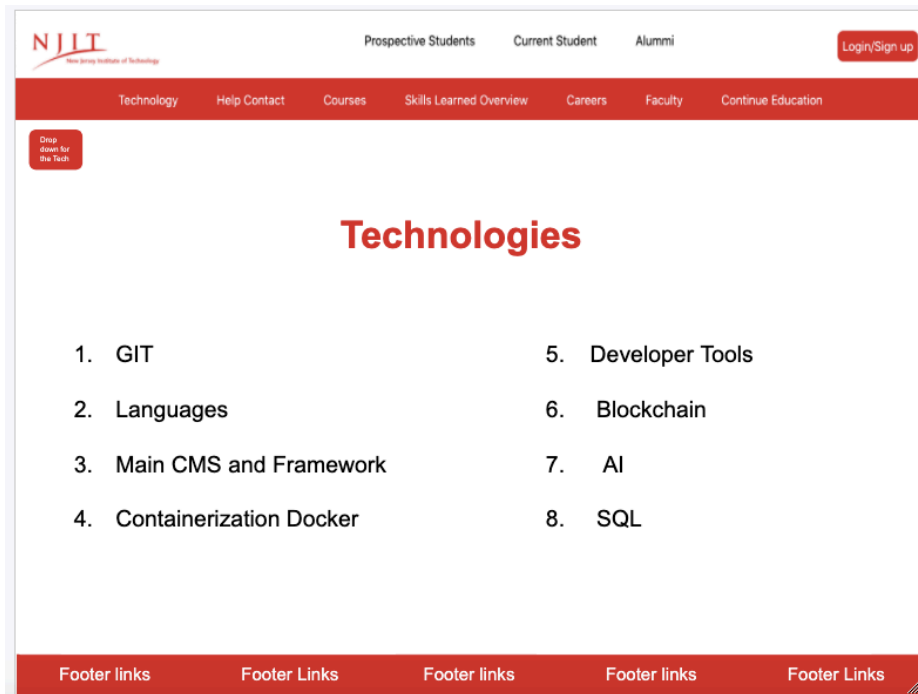 NJIT
New Jersey Institute of Technology
Prospective Students Current Student Alummi
Login/Sign up
Technology Help Contact Courses Skills Learned Overview Careers Faculty Continue Education
Drop
down for
the Tech
Technologies
1. GIT
2. Languages
3. Main CMS and Framework
4. Containerization Docker
5. Developer Tools
6. Blockchain
7. AI
8. SQL
Footer links Footer Links Footer links Footer links Footer Links